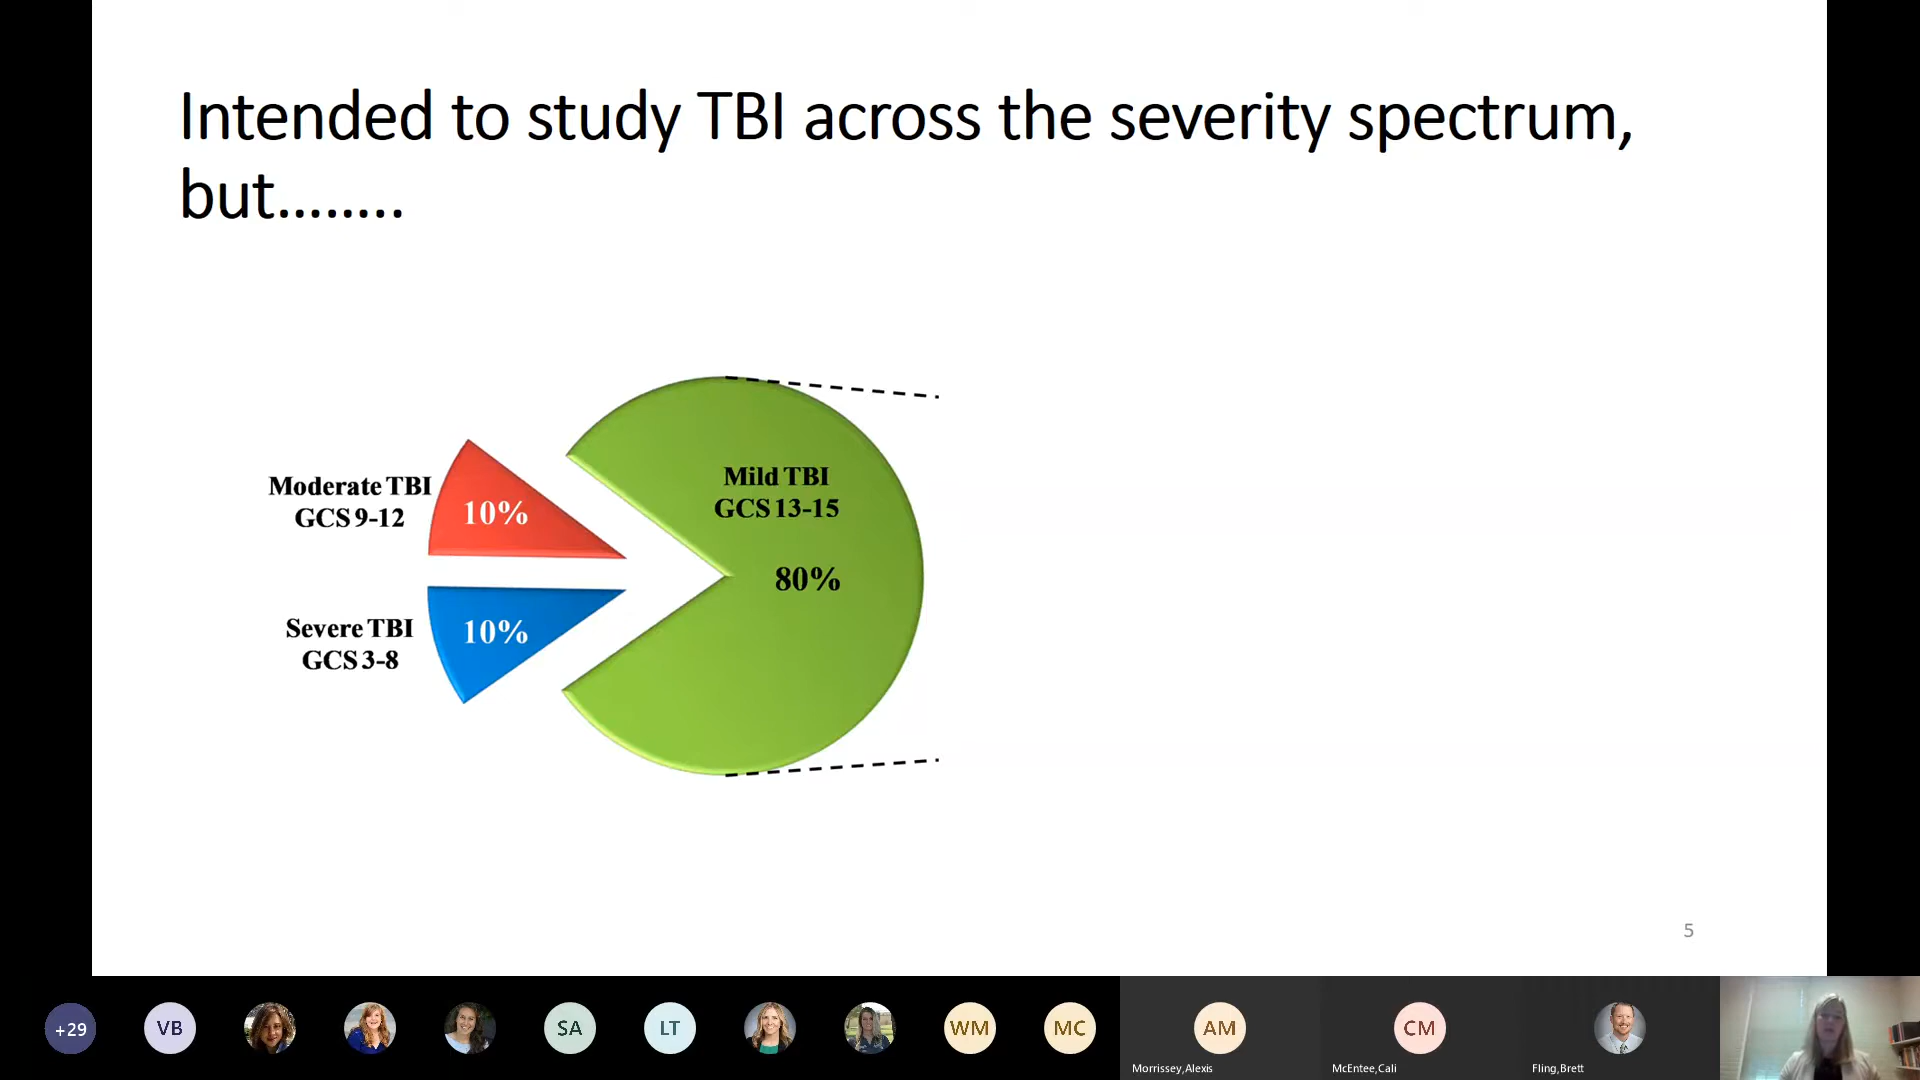 Intended to study TBI across the severity spectrum,
but........
Moderate TBI
GCS 9-12
10%
Mild TBI
GCS 13-15
80%
Severe TBI
GCS 3-8
10%
5
+29
VB
SA
LT
WM
MC
AM
Morrissey,Alexis
CM
McEntee,Cali
Fling,Brett